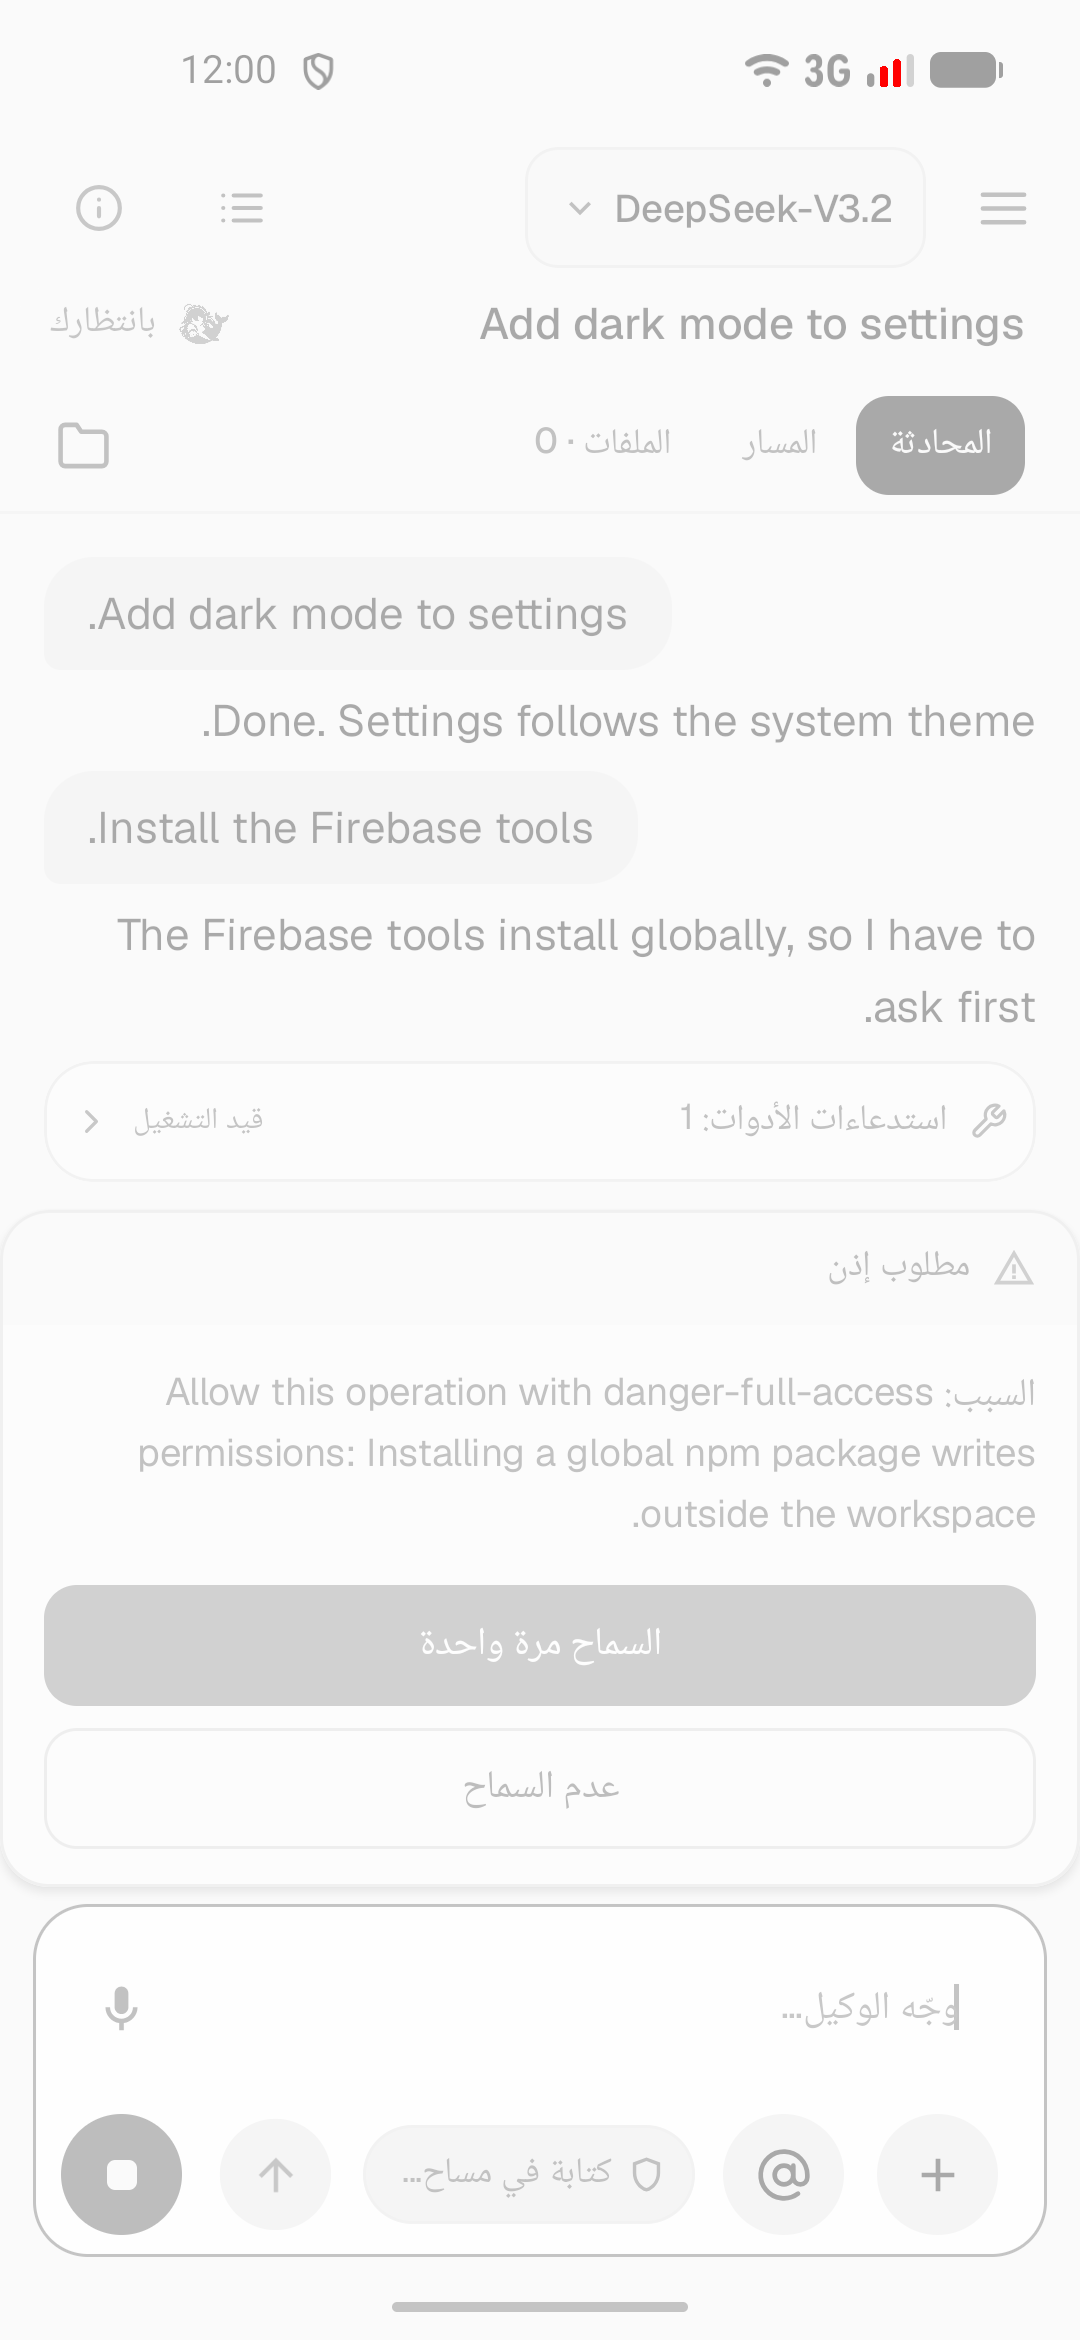 12:00
3G
DeepSeek-V3.2
Add dark mode to settings
بانتظارك
المحادثة
المسار
الملفات · 0
Add dark mode to settings.
Done. Settings follows the system theme.
Install the Firebase tools.
The Firebase tools install globally, so I have to
ask first.
استدعاءات الأدوات: 1
قيد التشغيل
مطلوب إذن
السبب: Allow this operation with danger-full-access
permissions: Installing a global npm package writes
outside the workspace.
السماح مرة واحدة
عدم السماح
وجّه الوكيل...
كتابة في مساح...